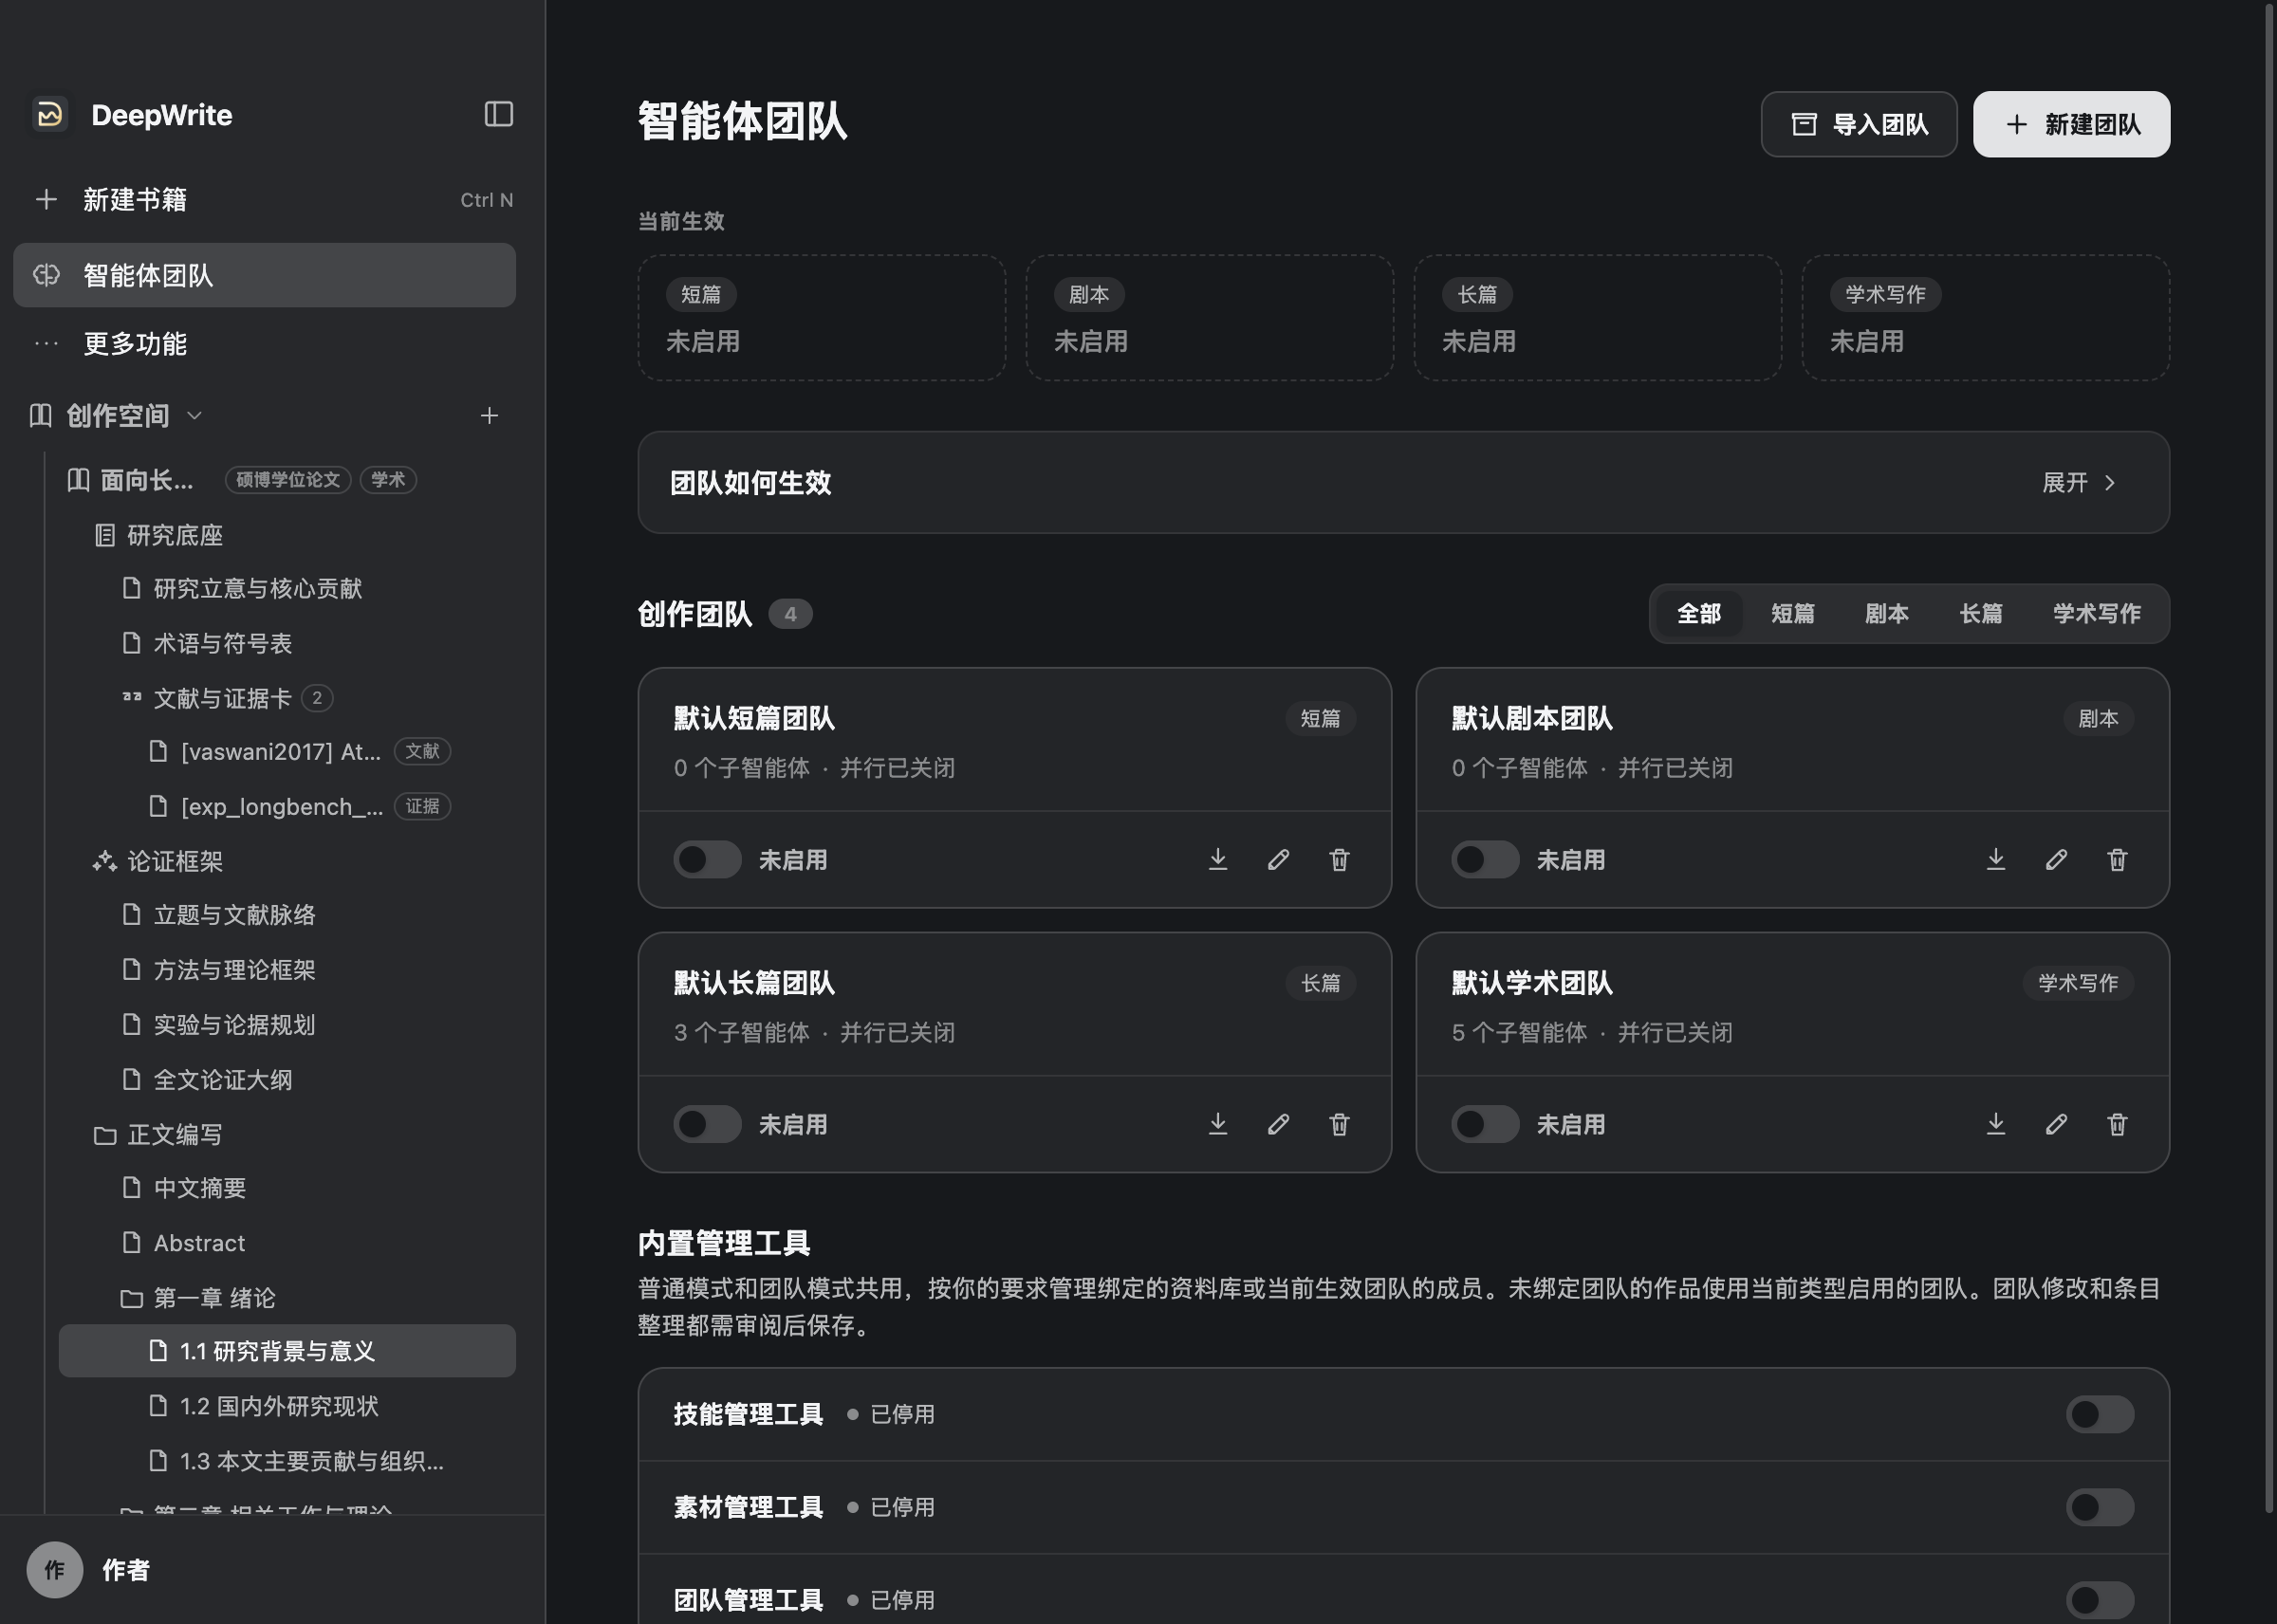 DeepWrite
新建书籍 Ctrl N
智能体团队
更多功能
创作空间
面向长... 硕博学位论文 学术
研究底座
研究立意与核心贡献
术语与符号表
文献与证据卡 2
[vaswani2017] At... 文献
[exp_longbench_... 证据
论证框架
立题与文献脉络
方法与理论框架
实验与论据规划
全文论证大纲
正文编写
中文摘要
Abstract
第一章 绪论
1.1 研究背景与意义
1.2 国内外研究现状
1.3 本文主要贡献与组织...
第二章 相关工作与理论
作 作者
智能体团队
导入团队
新建团队
当前生效
短篇
未启用
剧本
未启用
长篇
未启用
学术写作
未启用
团队如何生效 展开
创作团队 4
全部 短篇 剧本 长篇 学术写作
默认短篇团队 短篇
0 个子智能体 · 并行已关闭
未启用
默认剧本团队 剧本
0 个子智能体 · 并行已关闭
未启用
默认长篇团队 长篇
3 个子智能体 · 并行已关闭
未启用
默认学术团队 学术写作
5 个子智能体 · 并行已关闭
未启用
内置管理工具
普通模式和团队模式共用，按你的要求管理绑定的资料库或当前生效团队的成员。未绑定团队的作品使用当前类型启用的团队。团队修改和条目
整理都需审阅后保存。
技能管理工具 已停用
素材管理工具 已停用
团队管理工具 已停用